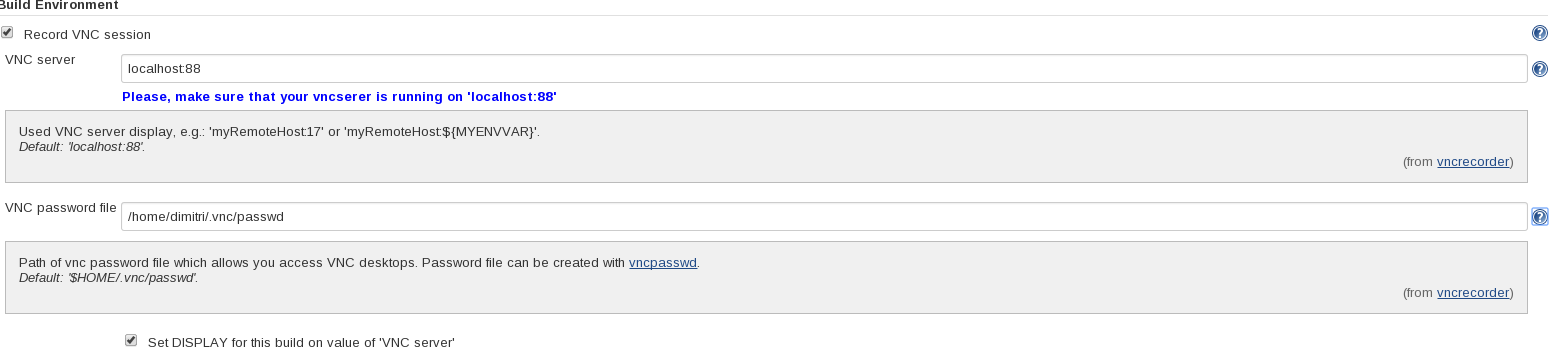 Build Environment
Record VNC session
VNC server
localhost:88
Please, make sure that your vncserer is running on 'localhost:88'
Used VNC server display, e.g.: 'myRemoteHost:17' or 'myRemoteHost:${MYENVVAR}'.
Default: 'localhost:88'.
(from vncrecorder)
VNC password file
/home/dimitri/.vnc/passwd
Path of vnc password file which allows you access VNC desktops. Password file can be created with vncpasswd.
Default: '$HOME/.vnc/passwd'.
(from vncrecorder)
Set DISPLAY for this build on value of 'VNC server'